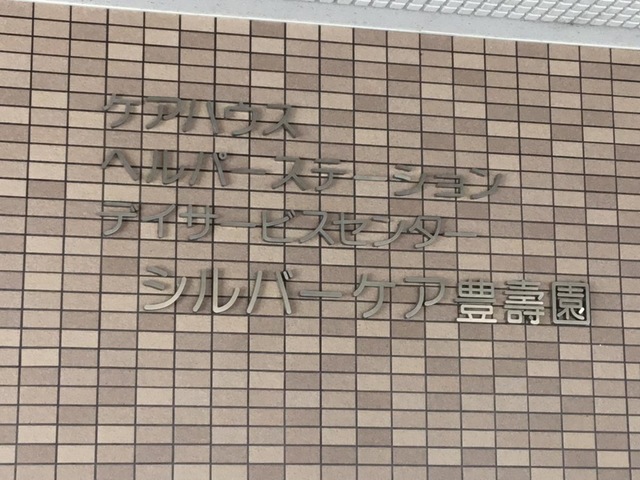 ケアハウス
ヘルパーステーション
デイサービスセンター
シルバーケア豊壽園